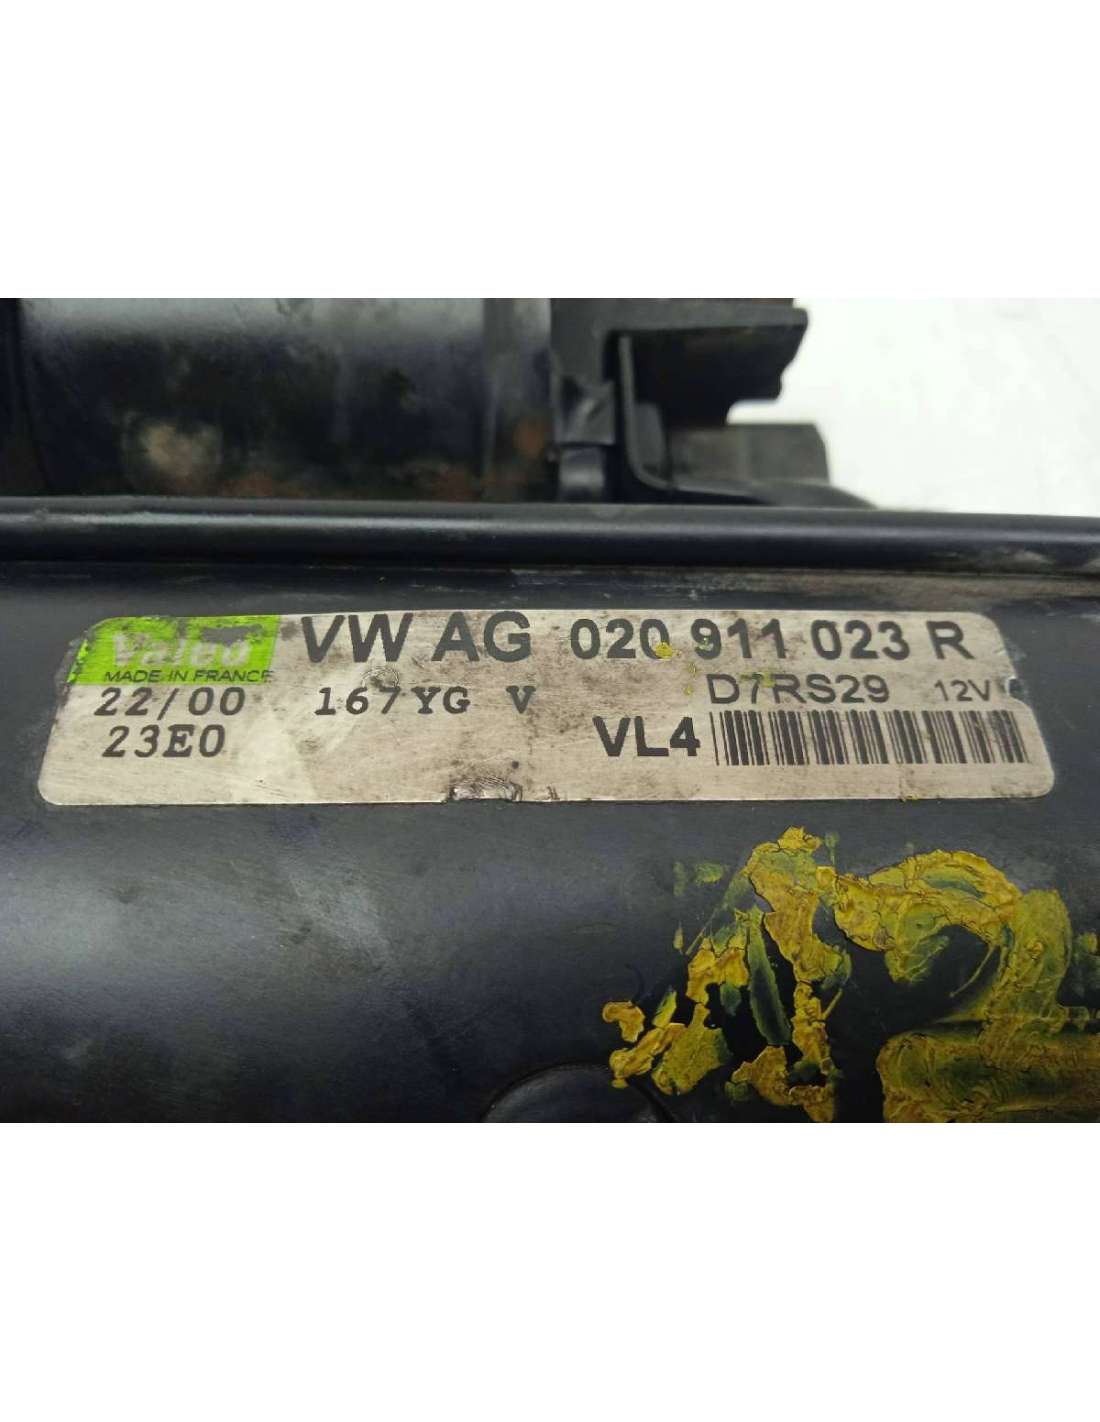 Valeo VW AG 020 911 023 R
MADE IN FRANCE D7RS29 12V
22/00 167YG V
23E0 VL4